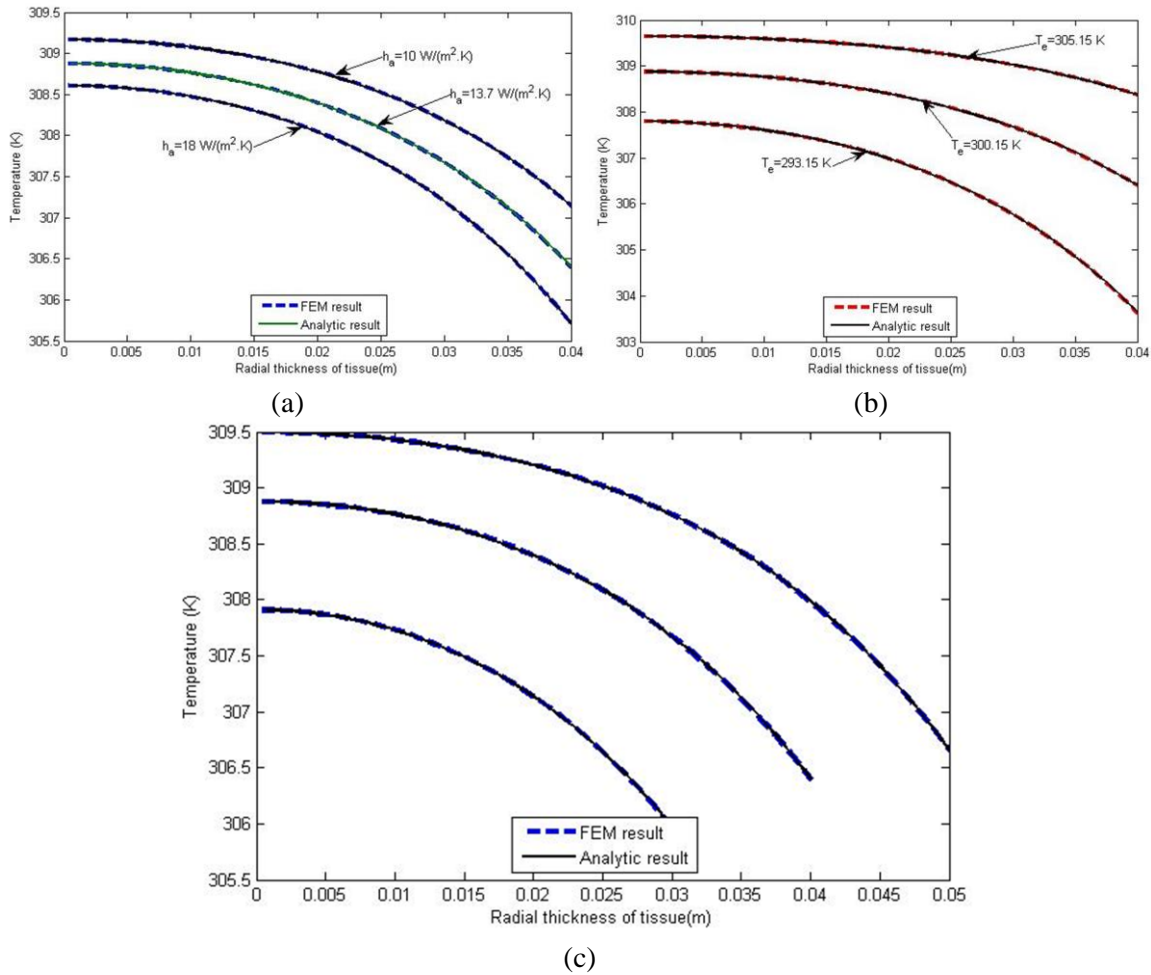 309.5
309
308.5
308
307.5
307
306.5
306
305.5
Temperature (K)
h_a=10 W/(m².K)
h_a=13.7 W/(m².K)
h_a=18 W/(m².K)
FEM result
Analytic result
0 0.005 0.01 0.015 0.02 0.025 0.03 0.035 0.04
Radial thickness of tissue(m)
(a)
310
309
308
307
306
305
304
303
Temperature (K)
T_e=305.15 K
T_e=300.15 K
T_e=293.15 K
FEM result
Analytic result
0 0.005 0.01 0.015 0.02 0.025 0.03 0.035 0.04
Radial thickness of tissue(m)
(b)
309.5
309
308.5
308
307.5
307
306.5
306
305.5
Temperature (K)
FEM result
Analytic result
0 0.005 0.01 0.015 0.02 0.025 0.03 0.035 0.04 0.045 0.05
Radial thickness of tissue(m)
(c)